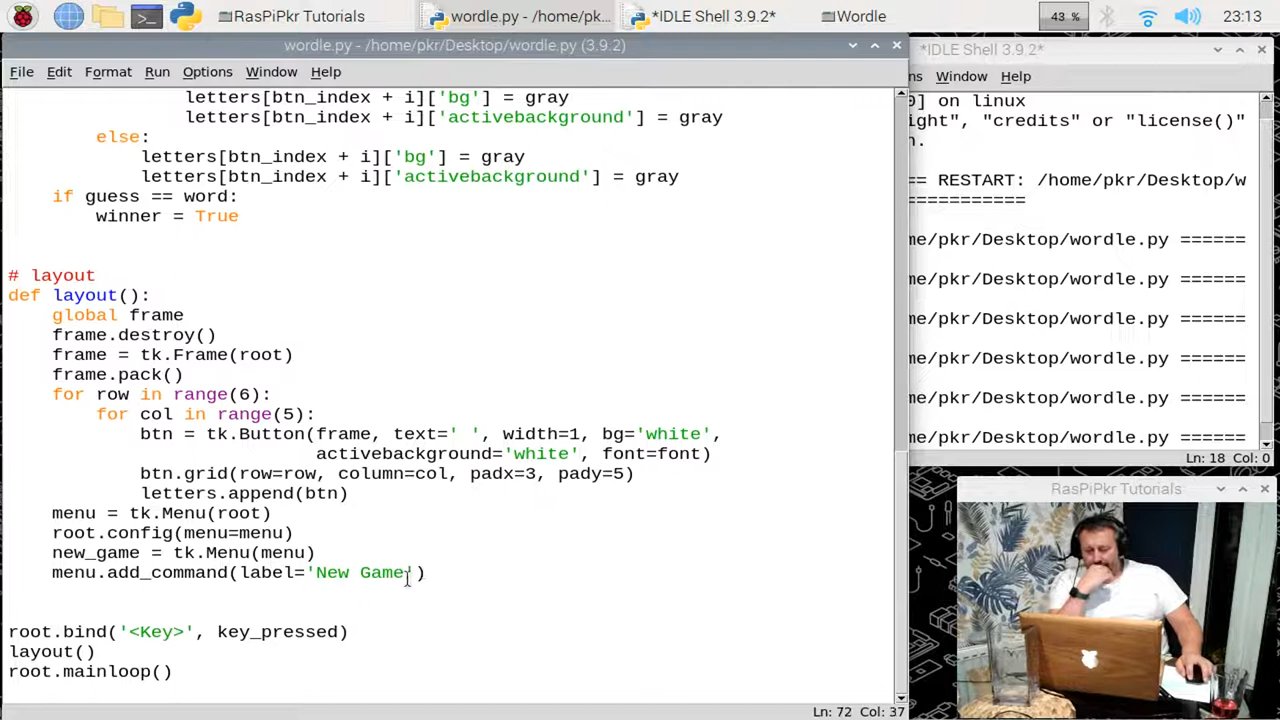 RasPiPkr Tutorials
wordle.py - /home/pk...
*IDLE Shell 3.9.2*
Wordle
43 %
23:13
wordle.py - /home/pkr/Desktop/wordle.py (3.9.2)
File Edit Format Run Options Window Help
letters[btn_index + i]['bg'] = gray
letters[btn_index + i]['activebackground'] = gray
else:
letters[btn_index + i]['bg'] = gray
letters[btn_index + i]['activebackground'] = gray
if guess == word:
winner = True
# layout
def layout():
global frame
frame.destroy()
frame = tk.Frame(root)
frame.pack()
for row in range(6):
for col in range(5):
btn = tk.Button(frame, text=' ', width=1, bg='white',
activebackground='white', font=font)
btn.grid(row=row, column=col, padx=3, pady=5)
letters.append(btn)
menu = tk.Menu(root)
root.config(menu=menu)
new_game = tk.Menu(menu)
menu.add_command(label='New Game')
root.bind('<Key>', key_pressed)
layout()
root.mainloop()
Ln: 72 Col: 37
*IDLE Shell 3.9.2*
ns Window Help
0] on linux
ight", "credits" or "license()"
n.
== RESTART: /home/pkr/Desktop/w
===========
me/pkr/Desktop/wordle.py ======
me/pkr/Desktop/wordle.py ======
me/pkr/Desktop/wordle.py ======
me/pkr/Desktop/wordle.py ======
me/pkr/Desktop/wordle.py ======
me/pkr/Desktop/wordle.py ======
Ln: 18 Col: 0
RasPiPkr Tutorials